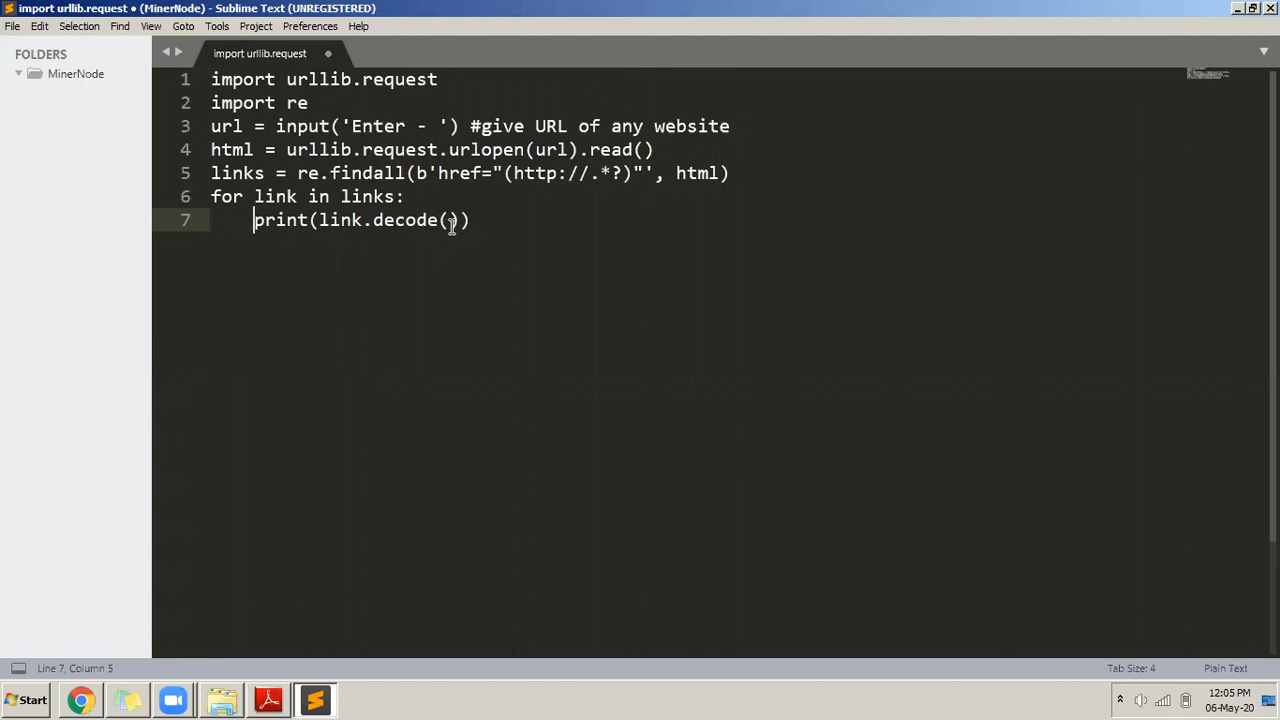 import urllib.request • (MinerNode) - Sublime Text (UNREGISTERED)
File Edit Selection Find View Goto Tools Project Preferences Help
FOLDERS
MinerNode
import urllib.request
1 import urllib.request
2 import re
3 url = input('Enter - ') #give URL of any website
4 html = urllib.request.urlopen(url).read()
5 links = re.findall(b'href="(http://.*?)"', html)
6 for link in links:
7     print(link.decode())
Line 7, Column 5
Tab Size: 4
Plain Text
Start
12:05 PM
06-May-20